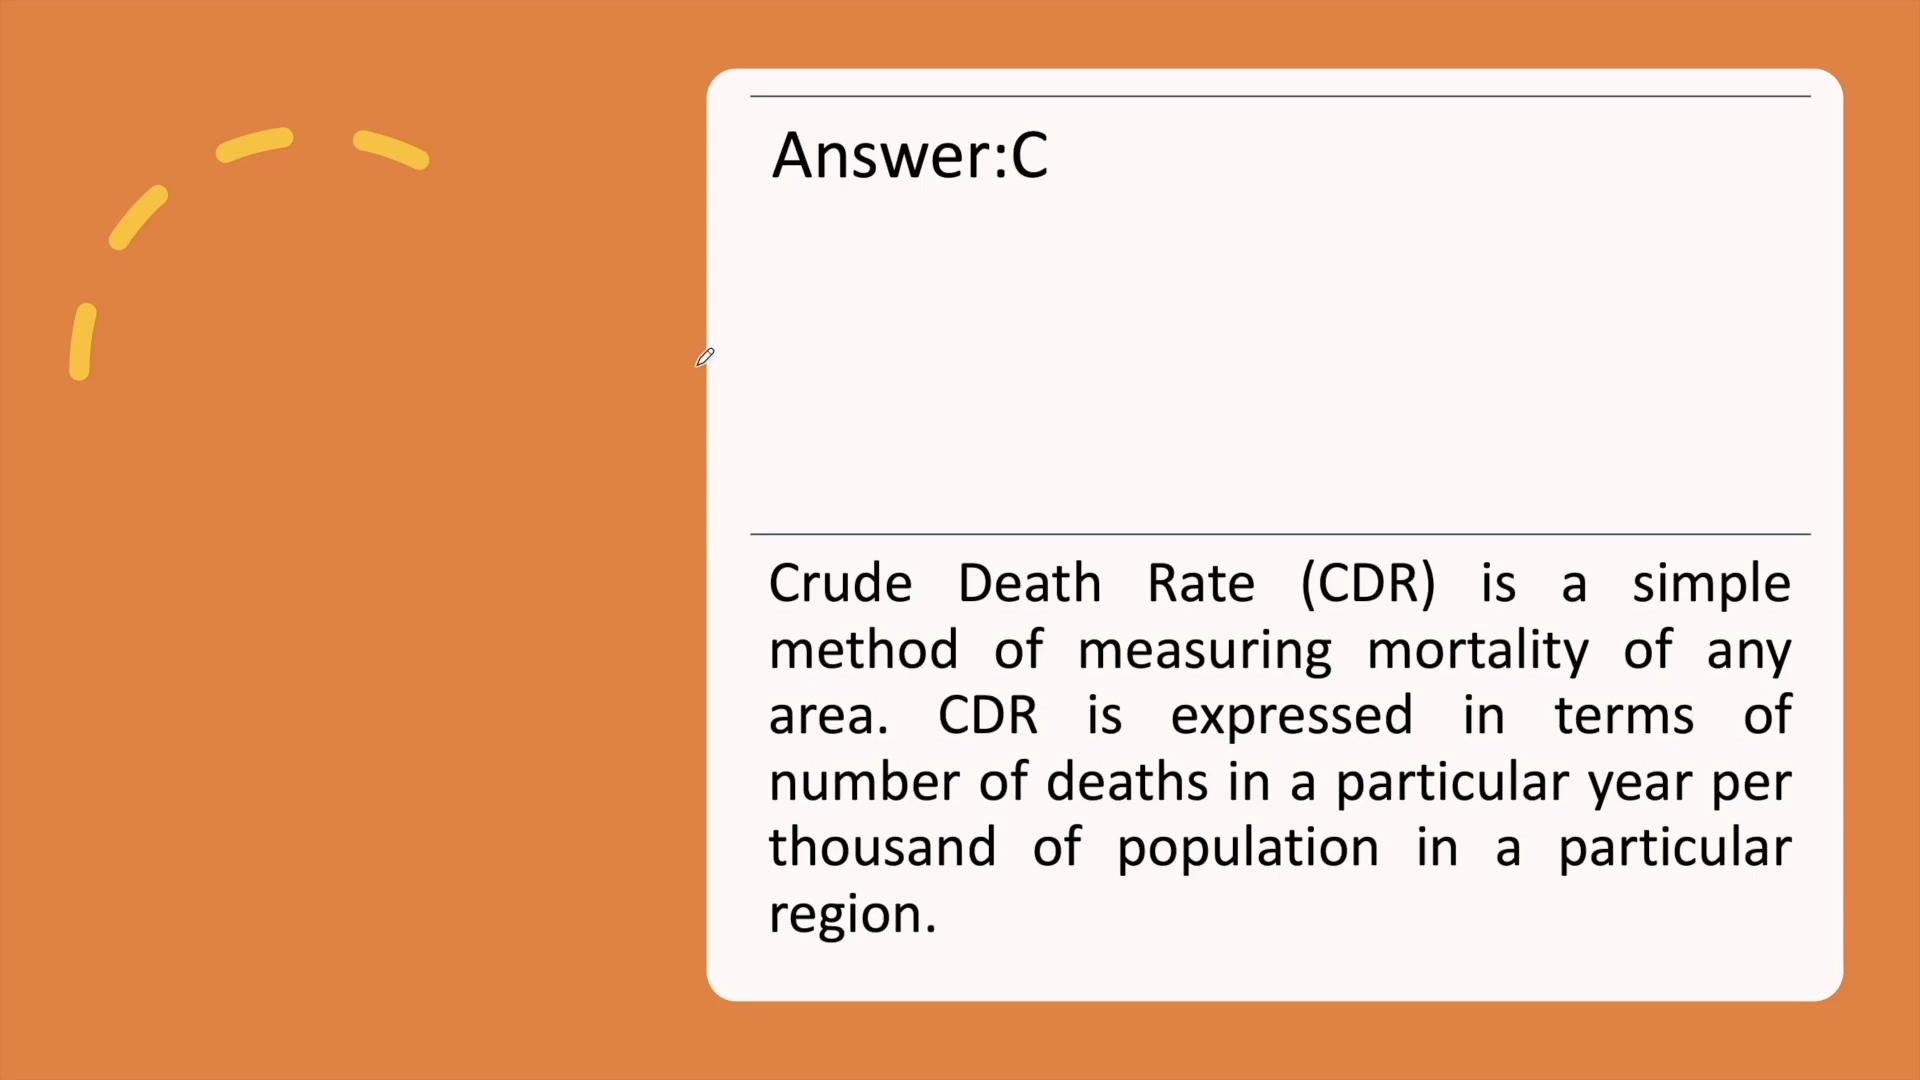 Answer:C
Crude Death Rate (CDR) is a simple
method of measuring mortality of any
area. CDR is expressed in terms of
number of deaths in a particular year per
thousand of population in a particular
region.